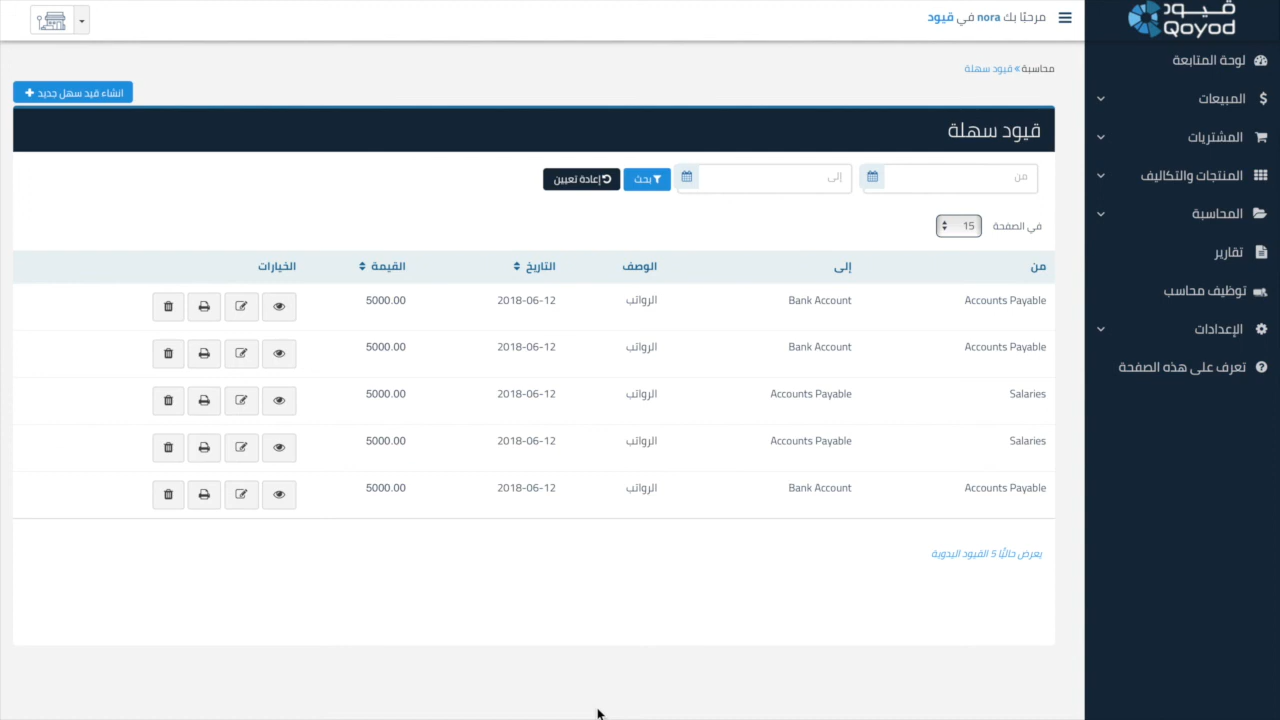 قيود
Qoyod
مرحبًا بك nora في قيود
لوحة المتابعة
المبيعات
المشتريات
المنتجات والتكاليف
المحاسبة
تقارير
توظيف محاسب
الإعدادات
تعرف على هذه الصفحة
محاسبة » قيود سهلة
انشاء قيد سهل جديد +
قيود سهلة
من إلى بحث إعادة تعيين
في الصفحة 15
من إلى الوصف التاريخ القيمة الخيارات
Accounts Payable Bank Account الرواتب 2018-06-12 5000.00
Accounts Payable Bank Account الرواتب 2018-06-12 5000.00
Salaries Accounts Payable الرواتب 2018-06-12 5000.00
Salaries Accounts Payable الرواتب 2018-06-12 5000.00
Accounts Payable Bank Account الرواتب 2018-06-12 5000.00
يعرض حاليًا 5 القيود اليدوية